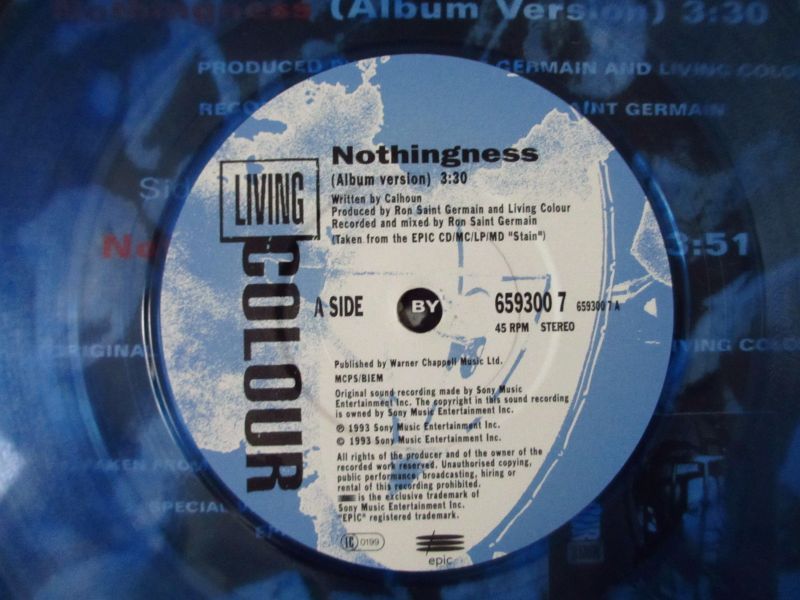 Nothingness (Album Version) 3:30
PRODUCED GERMAIN AND LIVING
SAINT GERMAIN
3:51
LIVING
COLOUR
Nothingness
(Album version) 3:30
Written by Calhoun
Produced by Ron Saint Germain and Living Colour
Recorded and mixed by Ron Saint Germain
(Taken from the EPIC CD/MC/LP/MD "Stain")
A SIDE
BY
659300 7 659300 7 A
45 RPM STEREO
Published by Warner Chappell Music Ltd.
MCPS/BIEM
Original sound recording made by Sony Music
Entertainment Inc. The copyright in this sound recording
is owned by Sony Music Entertainment Inc.
℗ 1993 Sony Music Entertainment Inc.
© 1993 Sony Music Entertainment Inc.
All rights of the producer and of the owner of the
recorded work reserved. Unauthorised copying,
public performance, broadcasting, hiring or
rental of this recording prohibited.
is the exclusive trademark of
Sony Music Entertainment Inc.
"EPIC" registered trademark.
LC 0199
epic
SPECIAL